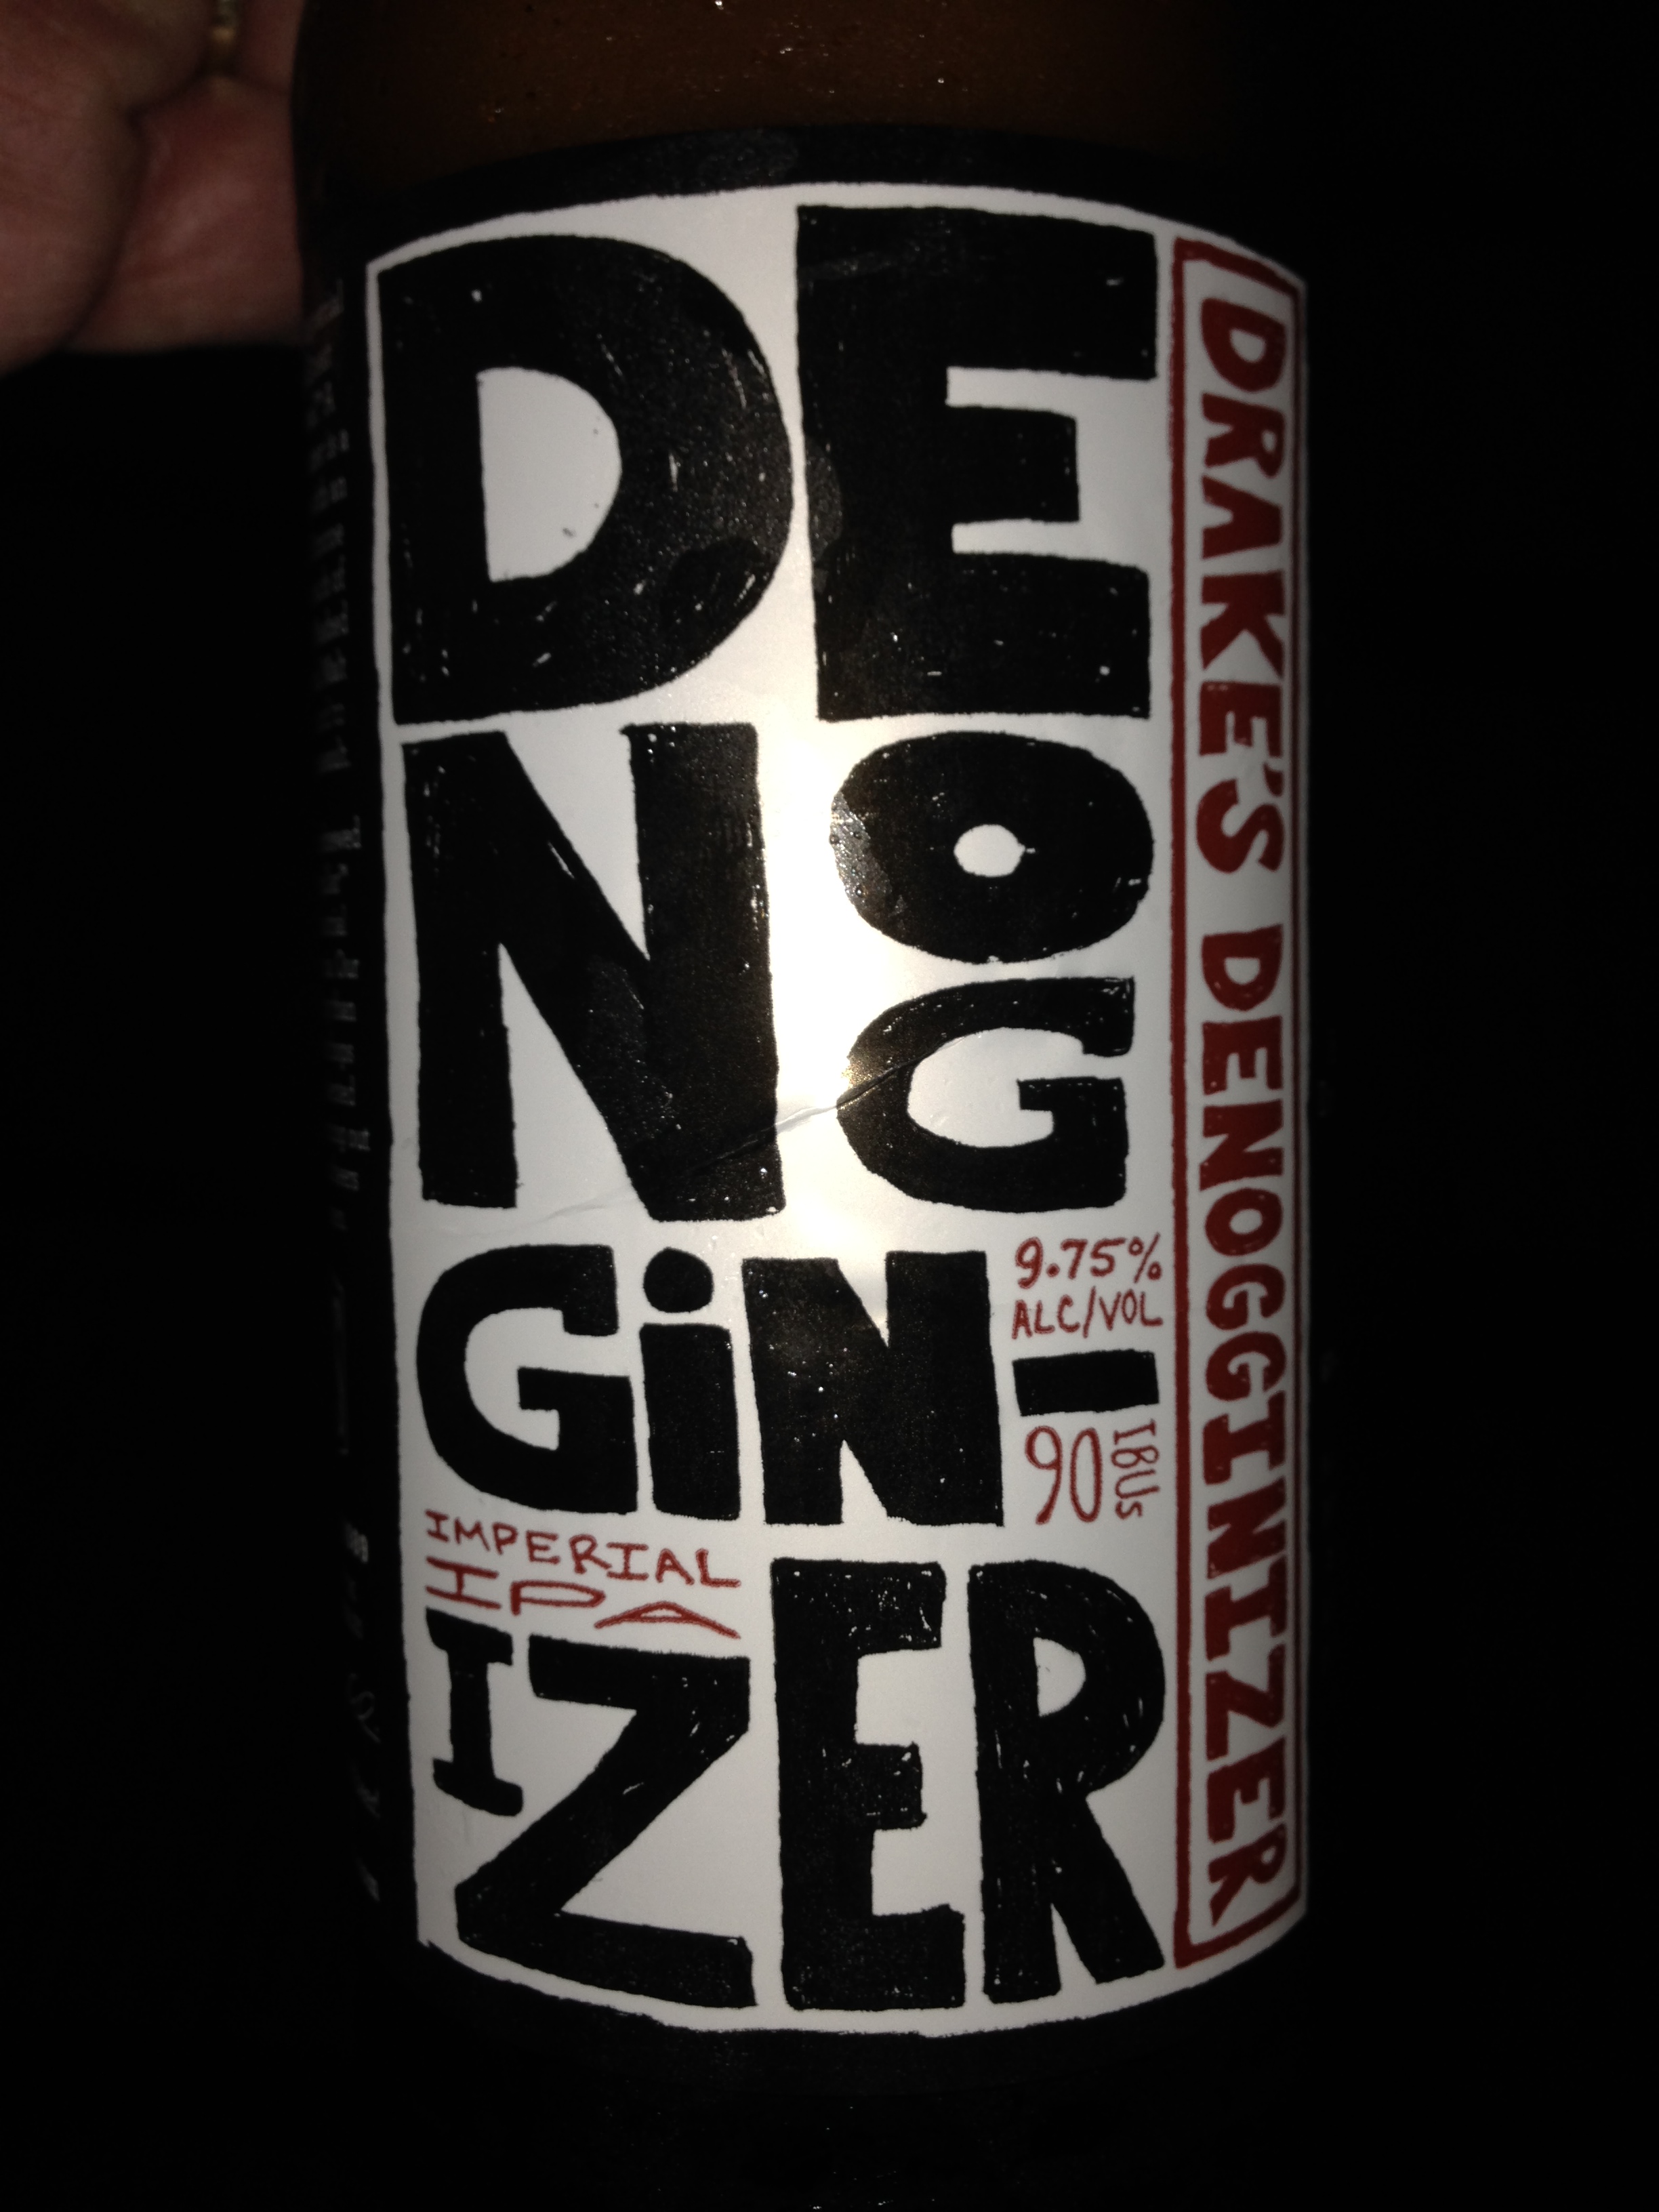 DE
NOG
GiN-
9.75%
ALC/VOL
90 IBUs
IMPERIAL
IPA
IZER
DRAKE'S DENOGGINIZER